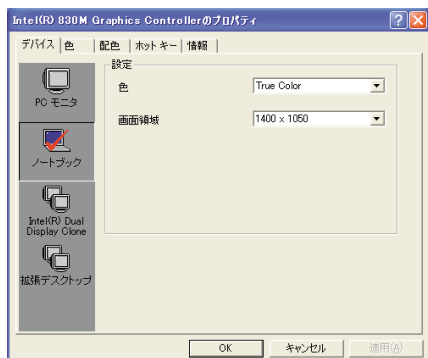 Intel(R) 830M Graphics Controllerのプロパティ
デバイス 色 配色 ホット キー 情報
設定
PC モニタ
色 True Color
画面領域 1400 x 1050
ノートブック
Intel(R) Dual
Display Clone
拡張デスクトップ
OK キャンセル 適用(A)